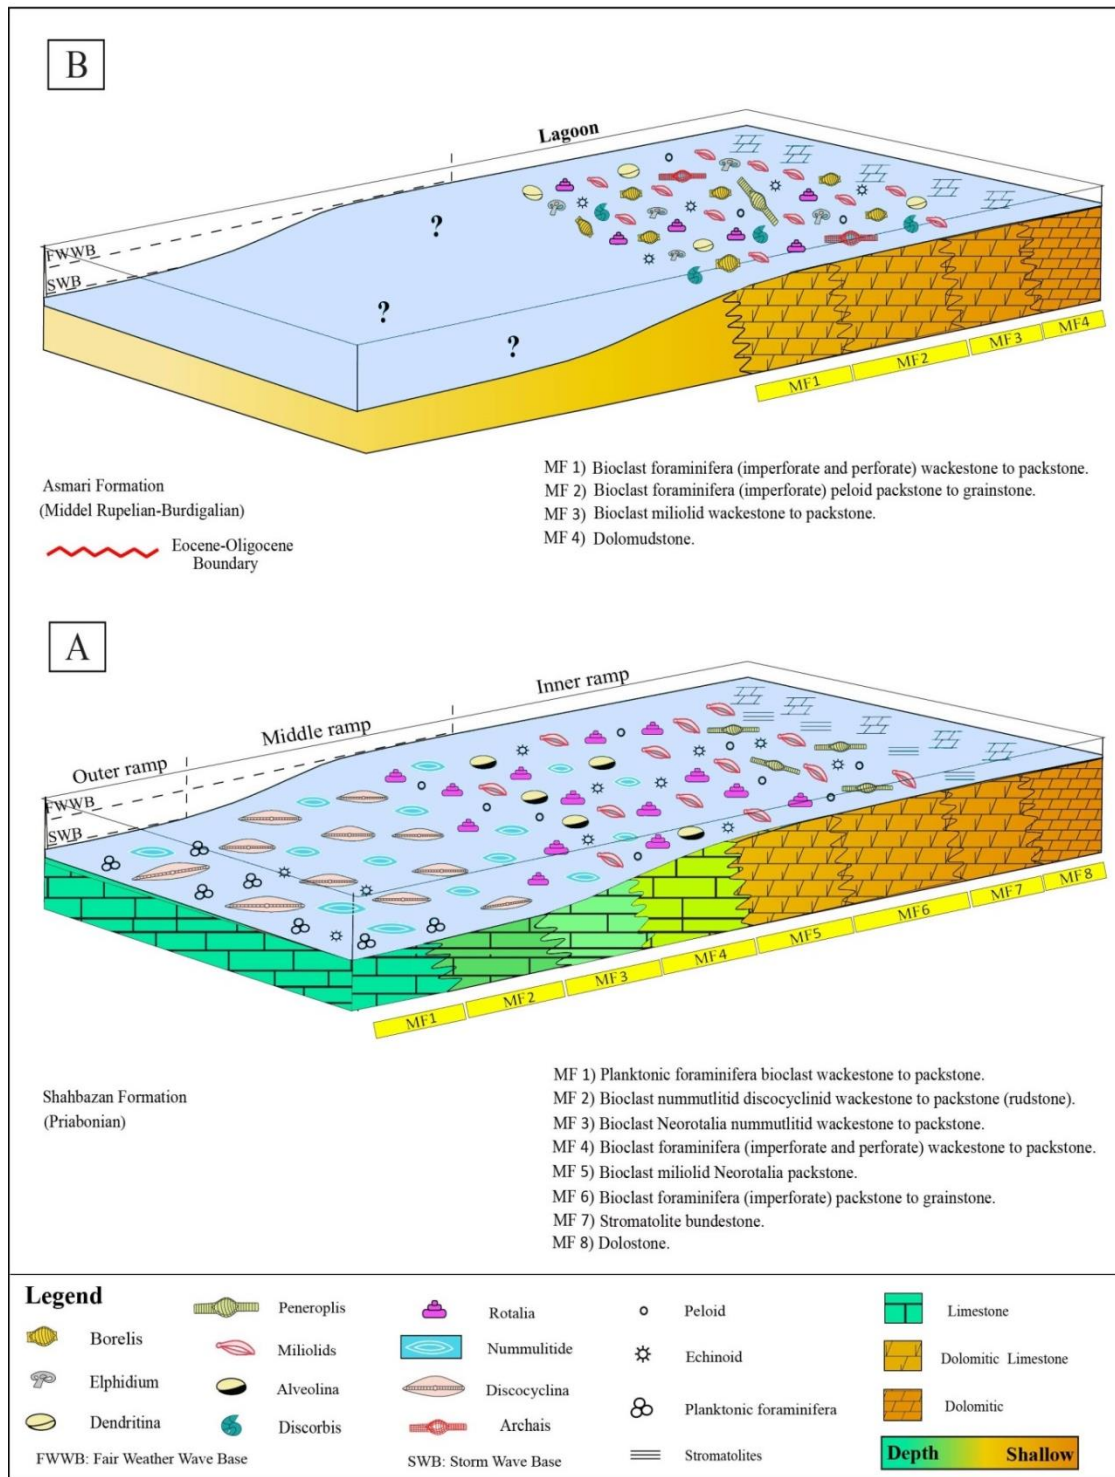 B
Lagoon
FWWB
SWB
?
?
?
MF1
MF2
MF3
MF4
Asmari Formation
(Middel Rupelian-Burdigalian)
Eocene-Oligocene
Boundary
MF 1) Bioclast foraminifera (imperforate and perforate) wackestone to packstone.
MF 2) Bioclast foraminifera (imperforate) peloid packstone to grainstone.
MF 3) Bioclast miliolid wackestone to packstone.
MF 4) Dolomudstone.
A
Outer ramp
Middle ramp
Inner ramp
FWWB
SWB
MF1
MF2
MF3
MF4
MF5
MF6
MF7
MF8
Shahbazan Formation
(Priabonian)
MF 1) Planktonic foraminifera bioclast wackestone to packstone.
MF 2) Bioclast nummutlitid discocyclinid wackestone to packstone (rudstone).
MF 3) Bioclast Neorotalia nummutlitid wackestone to packstone.
MF 4) Bioclast foraminifera (imperforate and perforate) wackestone to packstone.
MF 5) Bioclast miliolid Neorotalia packstone.
MF 6) Bioclast foraminifera (imperforate) packstone to grainstone.
MF 7) Stromatolite bundestone.
MF 8) Dolostone.
Legend
Borelis
Elphidium
Dendritina
FWWB: Fair Weather Wave Base
Peneroplis
Miliolids
Alveolina
Discorbis
Rotalia
Nummulitide
Discocyclina
Archais
SWB: Storm Wave Base
Peloid
Echinoid
Planktonic foraminifera
Stromatolites
Limestone
Dolomitic Limestone
Dolomitic
Depth Shallow